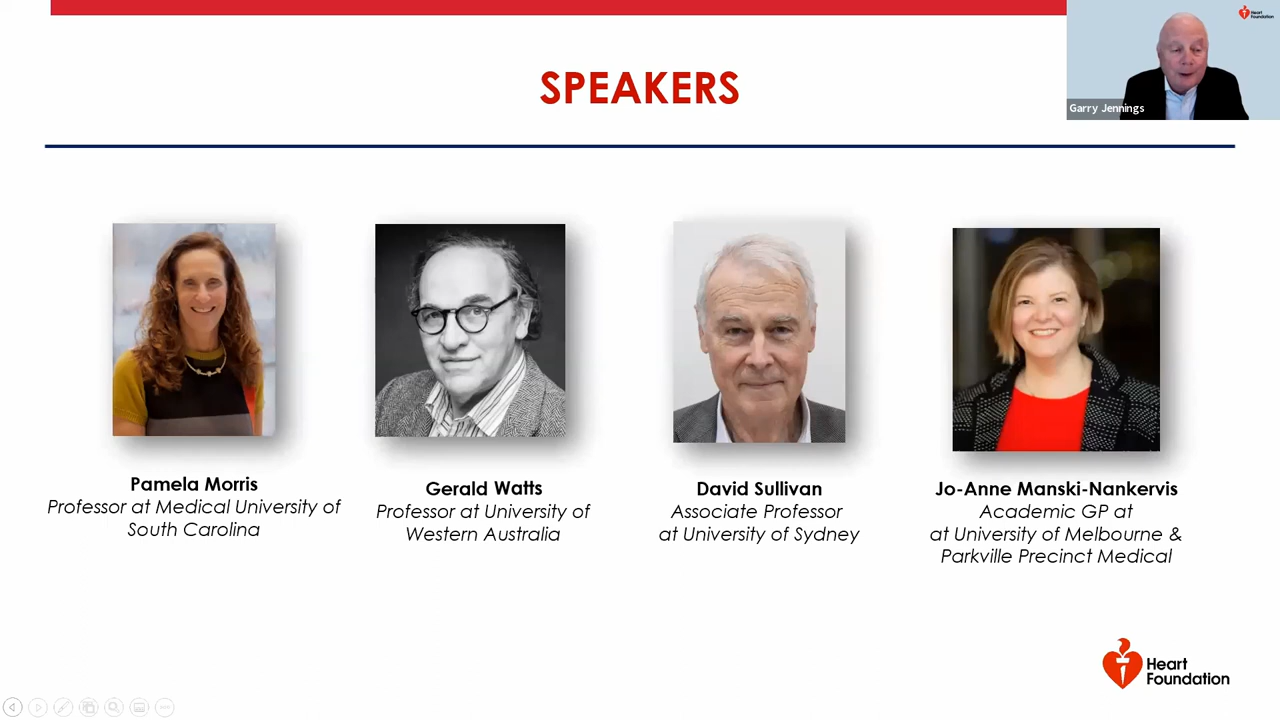 SPEAKERS
Heart
Foundation
Garry Jennings
Pamela Morris
Professor at Medical University of
South Carolina
Gerald Watts
Professor at University of
Western Australia
David Sullivan
Associate Professor
at University of Sydney
Jo-Anne Manski-Nankervis
Academic GP at
at University of Melbourne &
Parkville Precinct Medical
Heart
Foundation